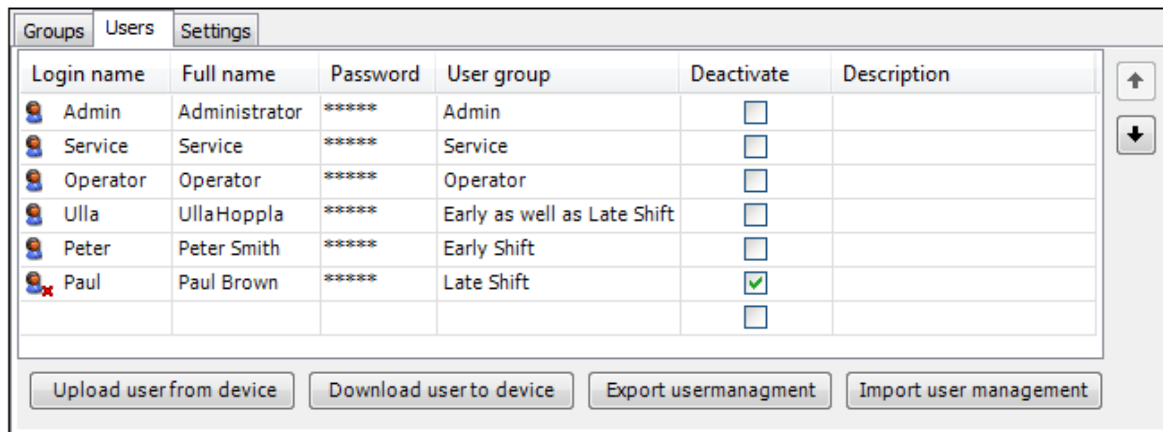 Groups Users Settings
Login name Full name Password User group Deactivate Description
Admin Administrator ***** Admin
Service Service ***** Service
Operator Operator ***** Operator
Ulla UllaHoppla ***** Early as well as Late Shift
Peter Peter Smith ***** Early Shift
Paul Paul Brown ***** Late Shift
Upload user from device Download user to device Export usermanagment Import user management